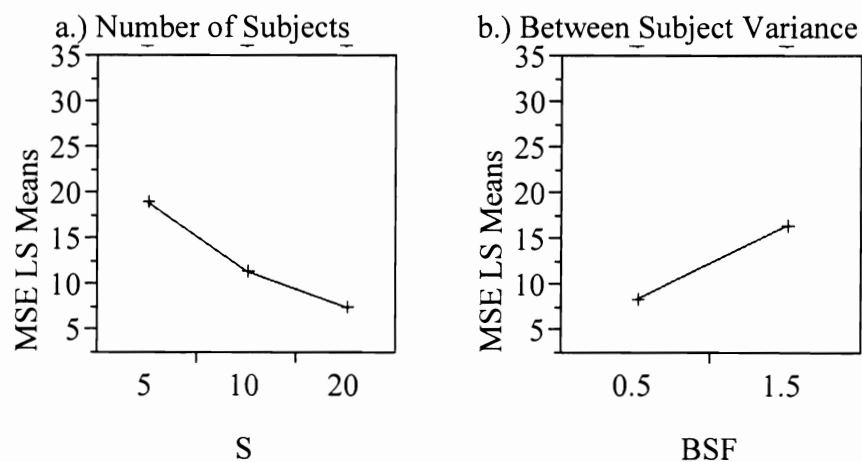 a.) Number of Subjects
35
30
25
20
15
10
5
MSE LS Means
5 10 20
S
b.) Between Subject Variance
35
30
25
20
15
10
5
MSE LS Means
0.5 1.5
BSF